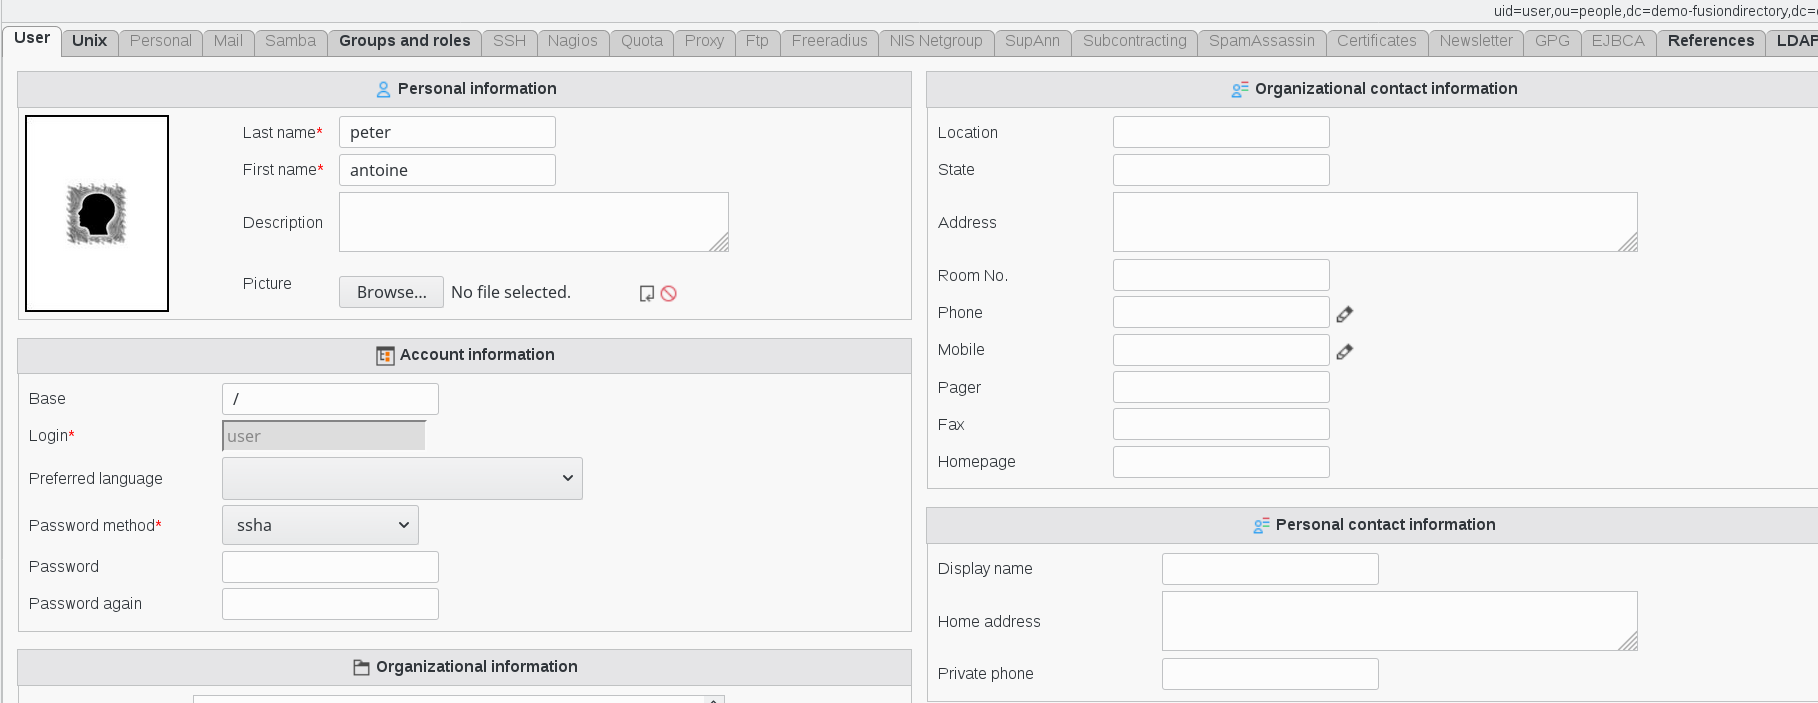 uid=user,ou=people,dc=demo-fusiondirectory,dc=
User Unix Personal Mail Samba Groups and roles SSH Nagios Quota Proxy Ftp Freeradius NIS Netgroup SupAnn Subcontracting SpamAssassin Certificates Newsletter GPG EJBCA References LDAP
Personal information
Last name* peter
First name* antoine
Description
Picture Browse... No file selected.
Account information
Base /
Login* user
Preferred language
Password method* ssha
Password
Password again
Organizational information
Organizational contact information
Location
State
Address
Room No.
Phone
Mobile
Pager
Fax
Homepage
Personal contact information
Display name
Home address
Private phone